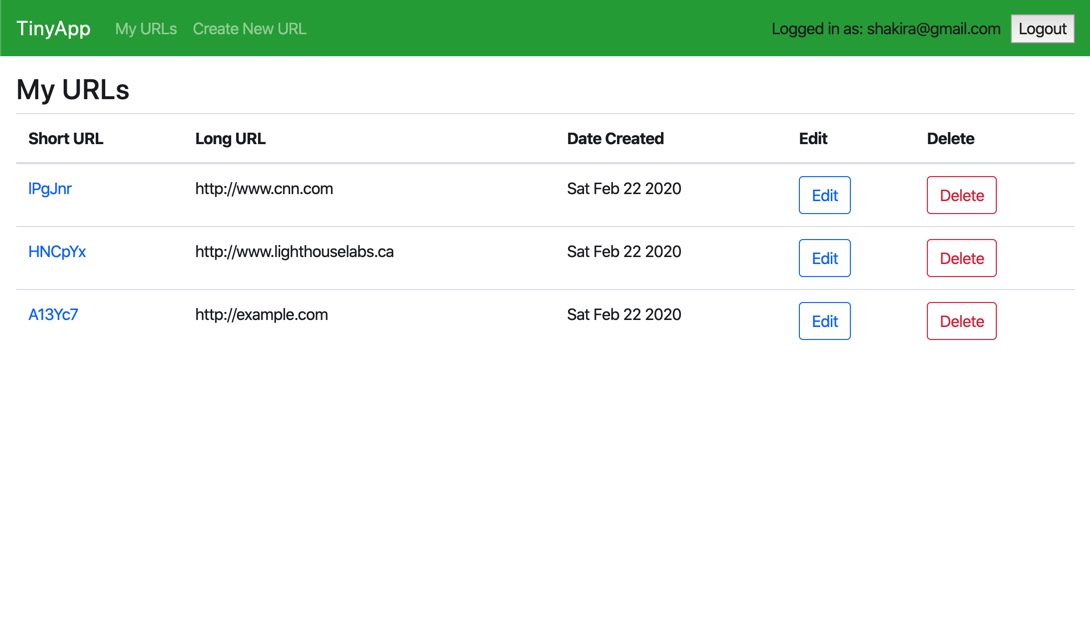 TinyApp My URLs Create New URL Logged in as: shakira@gmail.com Logout
My URLs
Short URL Long URL Date Created Edit Delete
lPgJnr http://www.cnn.com Sat Feb 22 2020 Edit Delete
HNCpYx http://www.lighthouselabs.ca Sat Feb 22 2020 Edit Delete
A13Yc7 http://example.com Sat Feb 22 2020 Edit Delete